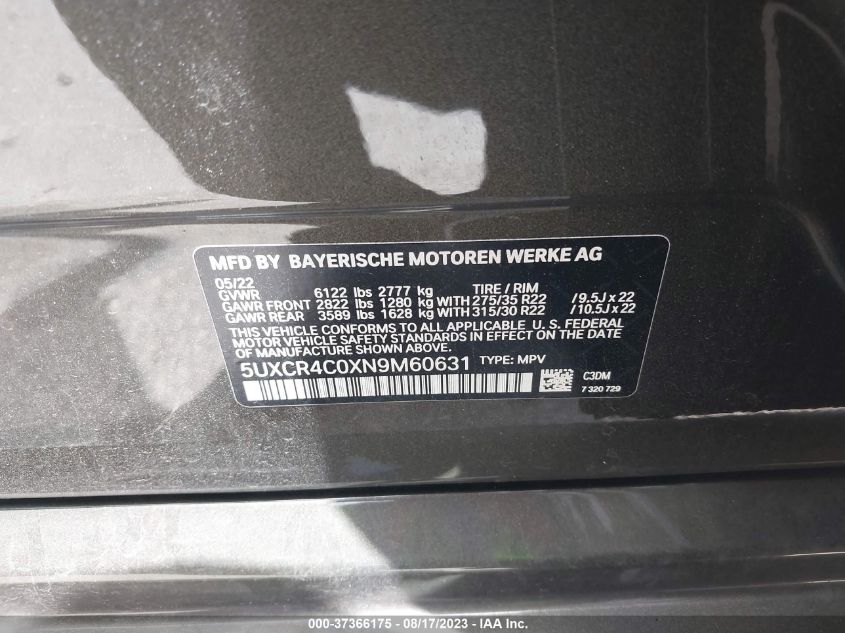 MFD BY BAYERISCHE MOTOREN WERKE AG
05/22 TIRE / RIM
GVWR 6122 lbs 2777 kg
GAWR FRONT 2822 lbs 1280 kg WITH 275/35 R22 /9.5J x 22
GAWR REAR 3589 lbs 1628 kg WITH 315/30 R22 /10.5J x 22
THIS VEHICLE CONFORMS TO ALL APPLICABLE U. S. FEDERAL
MOTOR VEHICLE SAFETY STANDARDS IN EFFECT ON THE DATE OF
MANUFACTURE SHOWN ABOVE.
5UXCR4C0XN9M60631 TYPE: MPV
C3DM
7 320 729
000-37366175 - 08/17/2023 - IAA Inc.